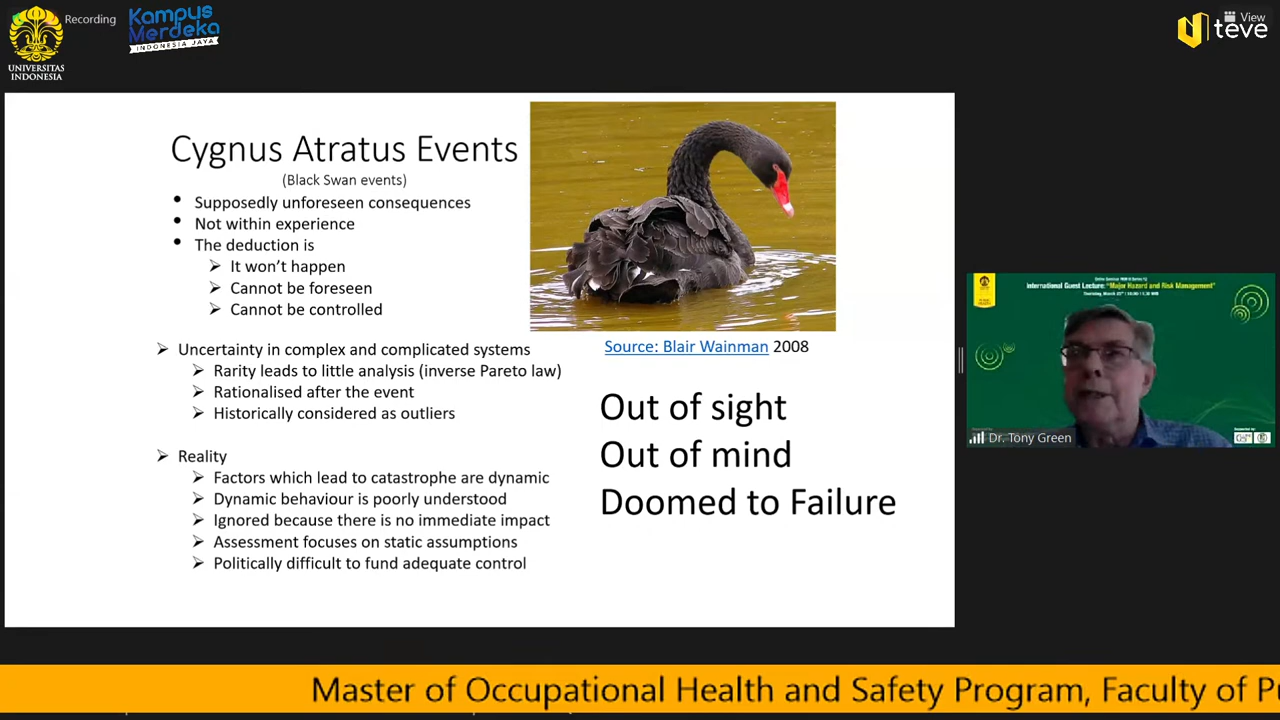 Recording
UNIVERSITAS
INDONESIA
Kampus
Merdeka
INDONESIA JAYA
View
teve
Cygnus Atratus Events
(Black Swan events)
• Supposedly unforeseen consequences
• Not within experience
• The deduction is
➢ It won't happen
➢ Cannot be foreseen
➢ Cannot be controlled
➢ Uncertainty in complex and complicated systems
➢ Rarity leads to little analysis (inverse Pareto law)
➢ Rationalised after the event
➢ Historically considered as outliers
➢ Reality
➢ Factors which lead to catastrophe are dynamic
➢ Dynamic behaviour is poorly understood
➢ Ignored because there is no immediate impact
➢ Assessment focuses on static assumptions
➢ Politically difficult to fund adequate control
Source: Blair Wainman 2008
Out of sight
Out of mind
Doomed to Failure
International Guest Lecture: "Major Hazard and Risk Management"
Dr. Tony Green
Master of Occupational Health and Safety Program, Faculty of P